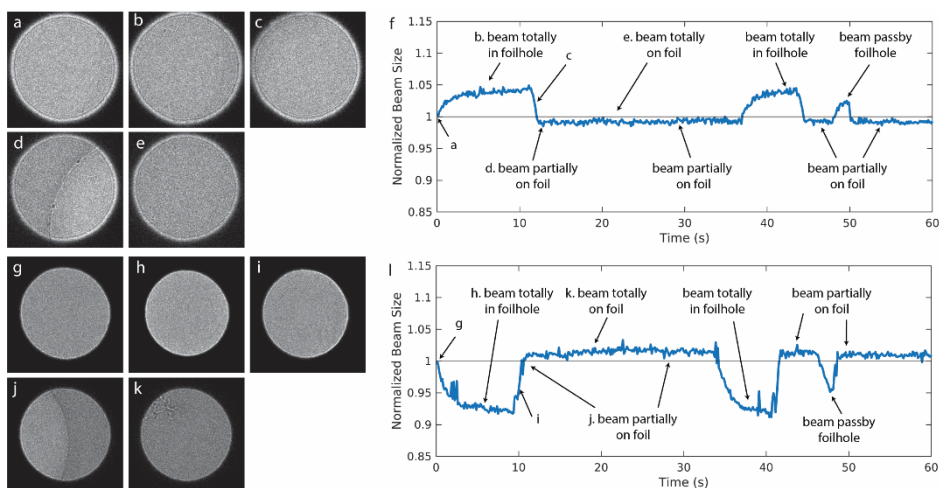 a
b
c
d
e
f
1.15
1.1
1.05
1
0.95
0.9
0.85
Normalized Beam Size
b. beam totally
in foilhole
c
e. beam totally
on foil
beam totally
in foilhole
beam passby
foilhole
a
d. beam partially
on foil
beam partially
on foil
beam partially
on foil
0
10
20
30
40
50
60
Time (s)
g
h
i
j
k
l
1.15
1.1
1.05
1
0.95
0.9
0.85
Normalized Beam Size
g
h. beam totally
in foilhole
k. beam totally
on foil
beam totally
in foilhole
beam partially
on foil
i
j. beam partially
on foil
beam passby
foilhole
0
10
20
30
40
50
60
Time (s)